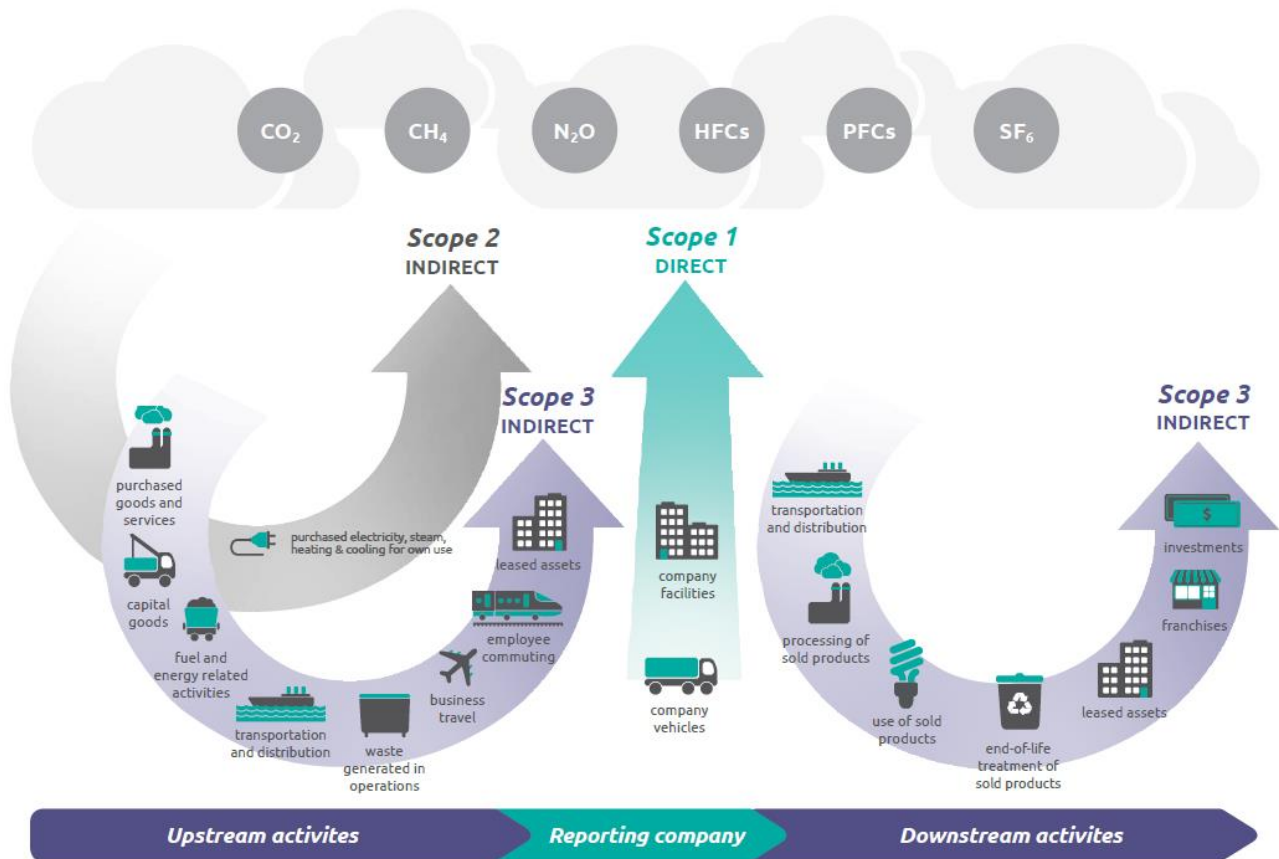 CO₂
CH₄
N₂O
HFCs
PFCs
SF₆
Scope 2
INDIRECT
Scope 1
DIRECT
Scope 3
INDIRECT
Scope 3
INDIRECT
purchased
goods and
services
capital
goods
fuel and
energy related
activities
transportation
and distribution
waste
generated in
operations
business
travel
employee
commuting
leased assets
purchased electricity, steam,
heating & cooling for own use
company
facilities
company
vehicles
transportation
and distribution
processing of
sold products
use of sold
products
end-of-life
treatment of
sold products
leased assets
franchises
$
investments
Upstream activites
Reporting company
Downstream activites